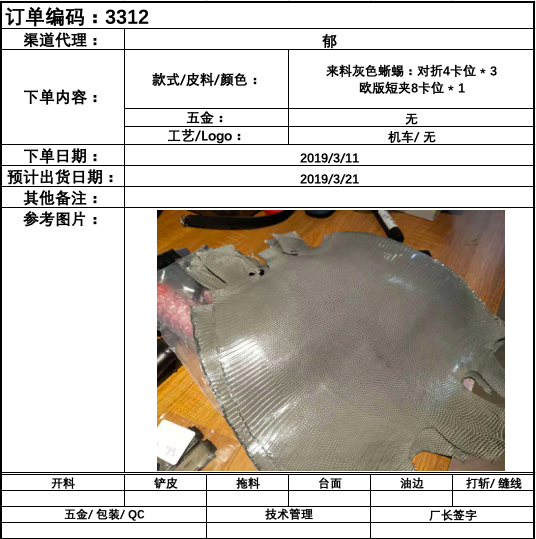 订单编码：3312
渠道代理：
郁
下单内容：
款式/皮料/颜色：
来料灰色蜥蜴：对折4卡位 * 3
欧版短夹8卡位 * 1
五金：
无
工艺/Logo：
机车/ 无
下单日期：
2019/3/11
预计出货日期：
2019/3/21
其他备注：
参考图片：
开料 铲皮 拖料 台面 油边 打斩/ 缝线
五金/ 包装/ QC 技术管理 厂长签字